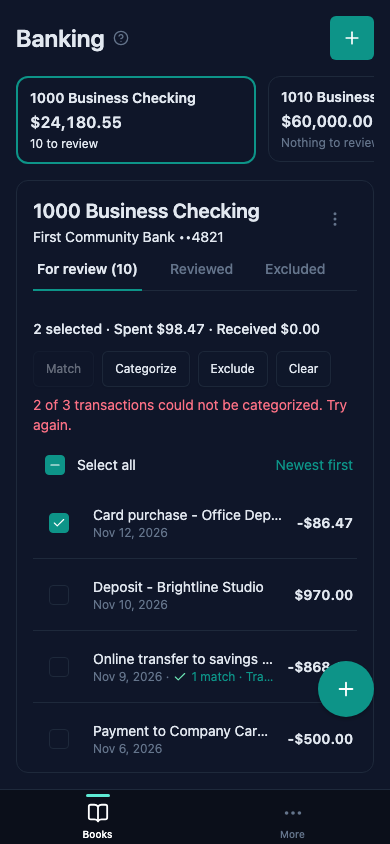 Banking
1000 Business Checking
$24,180.55
10 to review
1010 Business
$60,000.00
Nothing to review
1000 Business Checking
First Community Bank ••4821
For review (10)
Reviewed
Excluded
2 selected · Spent $98.47 · Received $0.00
Match
Categorize
Exclude
Clear
2 of 3 transactions could not be categorized. Try
again.
Select all
Newest first
Card purchase - Office Dep...
-$86.47
Nov 12, 2026
Deposit - Brightline Studio
$970.00
Nov 10, 2026
Online transfer to savings ...
-$868
Nov 9, 2026 · 1 match · Tra...
Payment to Company Car...
-$500.00
Nov 6, 2026
Books
More